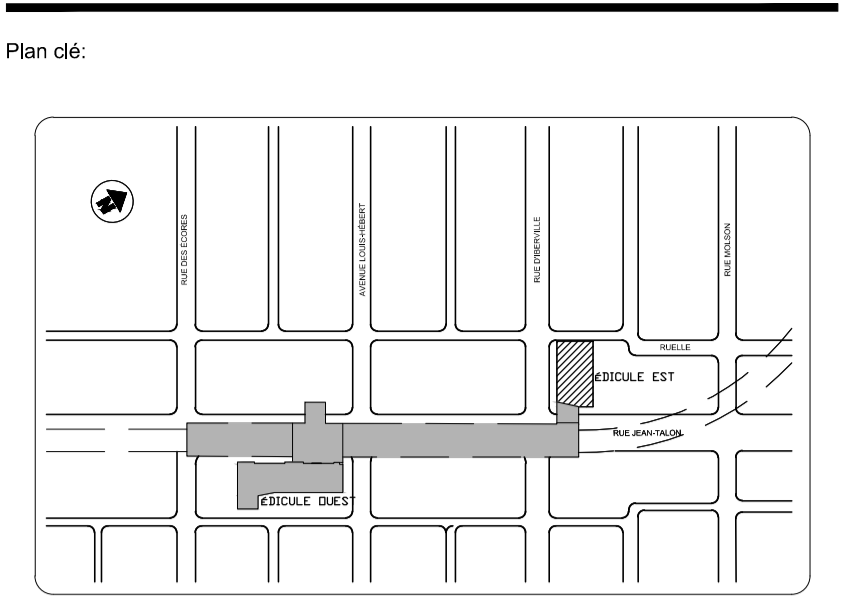 Plan clé:
N
RUE DES ÉCORES
AVENUE LOUIS-HÉBERT
RUE D'IBERVILLE
RUE MOLSON
RUELLE
ÉDICULE EST
RUE JEAN-TALON
ÉDICULE OUEST